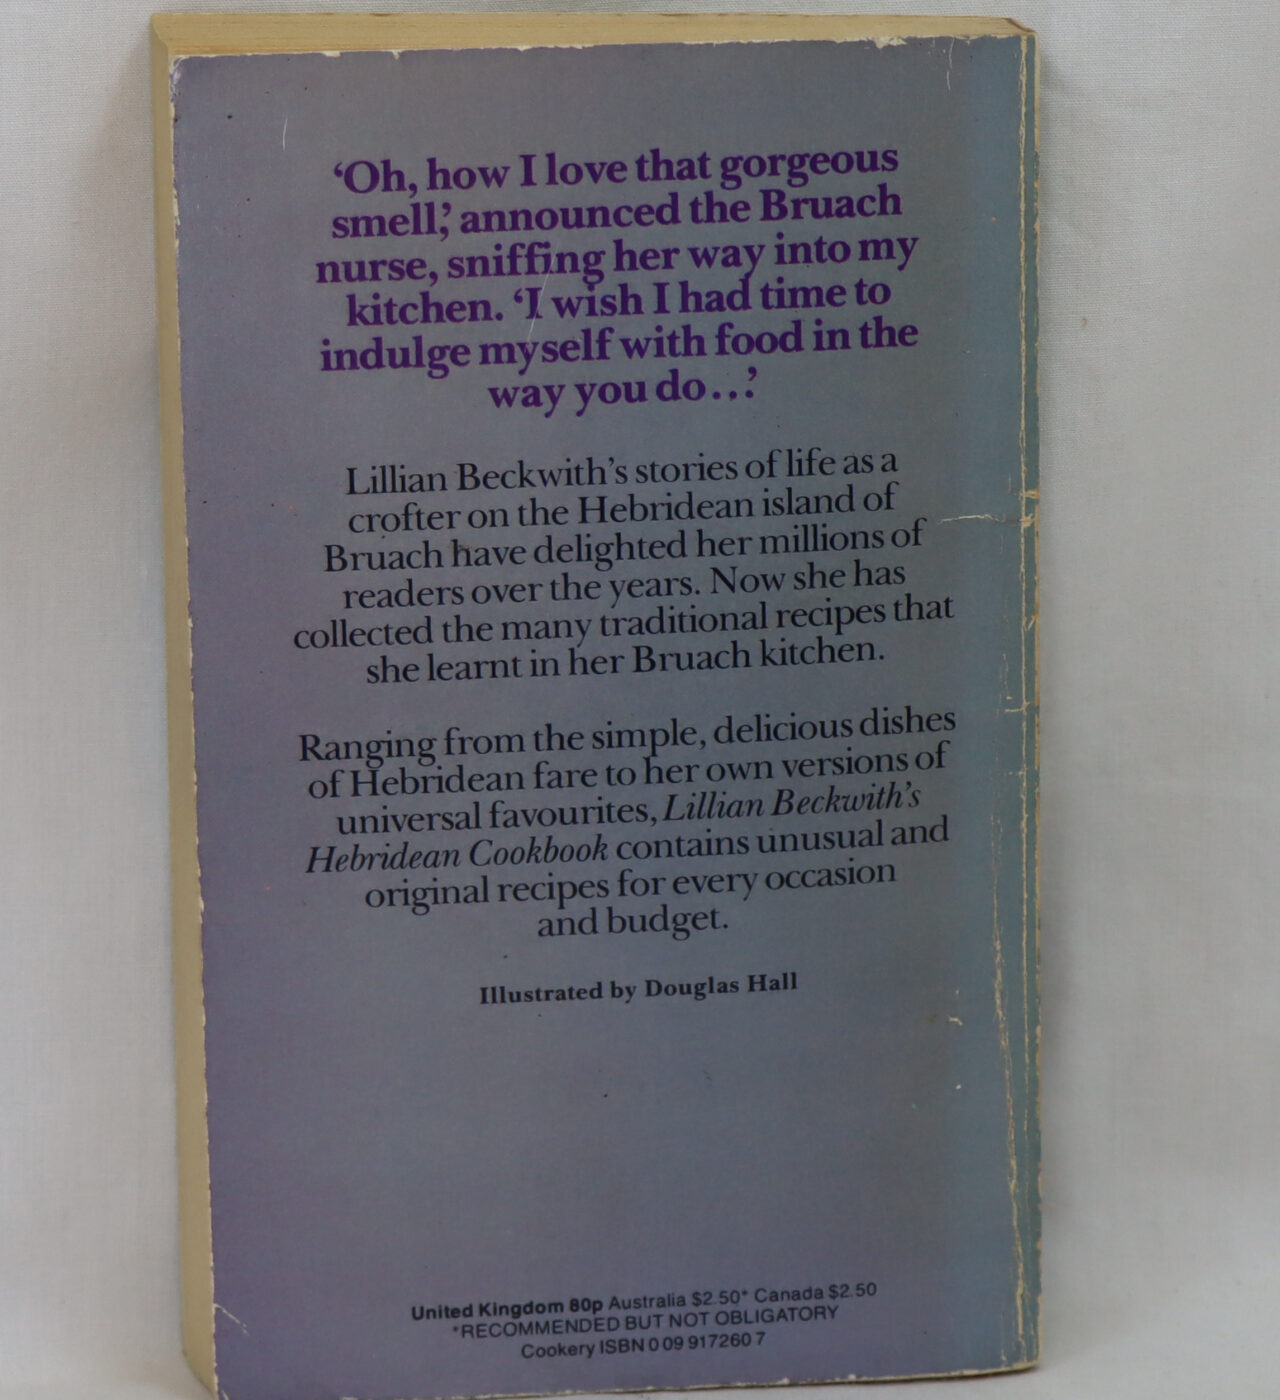 ‘Oh, how I love that gorgeous
smell,’ announced the Bruach
nurse, sniffing her way into my
kitchen. ‘I wish I had time to
indulge myself with food in the
way you do...’
Lillian Beckwith’s stories of life as a
crofter on the Hebridean island of
Bruach have delighted her millions of
readers over the years. Now she has
collected the many traditional recipes that
she learnt in her Bruach kitchen.
Ranging from the simple, delicious dishes
of Hebridean fare to her own versions of
universal favourites, Lillian Beckwith’s
Hebridean Cookbook contains unusual and
original recipes for every occasion
and budget.
Illustrated by Douglas Hall
United Kingdom 80p Australia $2.50* Canada $2.50
*RECOMMENDED BUT NOT OBLIGATORY
Cookery ISBN 0 09 917260 7